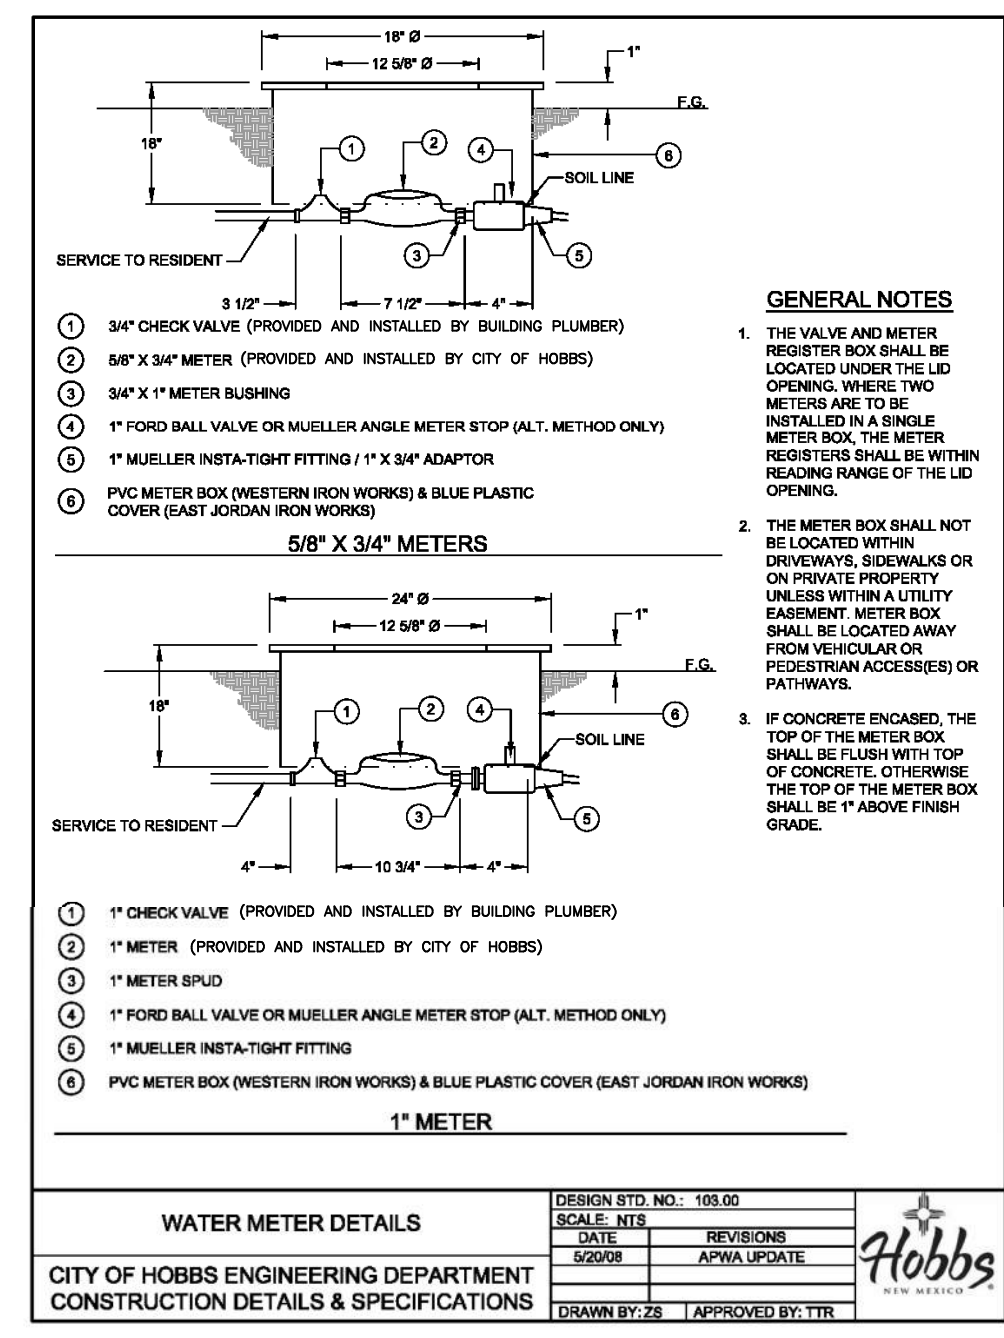 18" Ø
12 5/8" Ø
1"
F.G.
18"
1
2
4
6
SOIL LINE
SERVICE TO RESIDENT
3
5
3 1/2"
7 1/2"
4"
1 3/4" CHECK VALVE (PROVIDED AND INSTALLED BY BUILDING PLUMBER)
2 5/8" X 3/4" METER (PROVIDED AND INSTALLED BY CITY OF HOBBS)
3 3/4" X 1" METER BUSHING
4 1" FORD BALL VALVE OR MUELLER ANGLE METER STOP (ALT. METHOD ONLY)
5 1" MUELLER INSTA-TIGHT FITTING / 1" X 3/4" ADAPTOR
6 PVC METER BOX (WESTERN IRON WORKS) & BLUE PLASTIC
COVER (EAST JORDAN IRON WORKS)
5/8" X 3/4" METERS
24" Ø
12 5/8" Ø
1"
F.G.
18"
1
2
4
6
SOIL LINE
SERVICE TO RESIDENT
3
5
4"
10 3/4"
4"
1 1" CHECK VALVE (PROVIDED AND INSTALLED BY BUILDING PLUMBER)
2 1" METER (PROVIDED AND INSTALLED BY CITY OF HOBBS)
3 1" METER SPUD
4 1" FORD BALL VALVE OR MUELLER ANGLE METER STOP (ALT. METHOD ONLY)
5 1" MUELLER INSTA-TIGHT FITTING
6 PVC METER BOX (WESTERN IRON WORKS) & BLUE PLASTIC COVER (EAST JORDAN IRON WORKS)
1" METER
GENERAL NOTES
1. THE VALVE AND METER
REGISTER BOX SHALL BE
LOCATED UNDER THE LID
OPENING. WHERE TWO
METERS ARE TO BE
INSTALLED IN A SINGLE
METER BOX, THE METER
REGISTERS SHALL BE WITHIN
READING RANGE OF THE LID
OPENING.
2. THE METER BOX SHALL NOT
BE LOCATED WITHIN
DRIVEWAYS, SIDEWALKS OR
ON PRIVATE PROPERTY
UNLESS WITHIN A UTILITY
EASEMENT. METER BOX
SHALL BE LOCATED AWAY
FROM VEHICULAR OR
PEDESTRIAN ACCESS(ES) OR
PATHWAYS.
3. IF CONCRETE ENCASED, THE
TOP OF THE METER BOX
SHALL BE FLUSH WITH TOP
OF CONCRETE. OTHERWISE
THE TOP OF THE METER BOX
SHALL BE 1" ABOVE FINISH
GRADE.
WATER METER DETAILS
CITY OF HOBBS ENGINEERING DEPARTMENT
CONSTRUCTION DETAILS & SPECIFICATIONS
DESIGN STD. NO.: 103.00
SCALE: NTS
DATE REVISIONS
5/20/08 APWA UPDATE
DRAWN BY: ZS APPROVED BY: TTR
Hobbs
NEW MEXICO